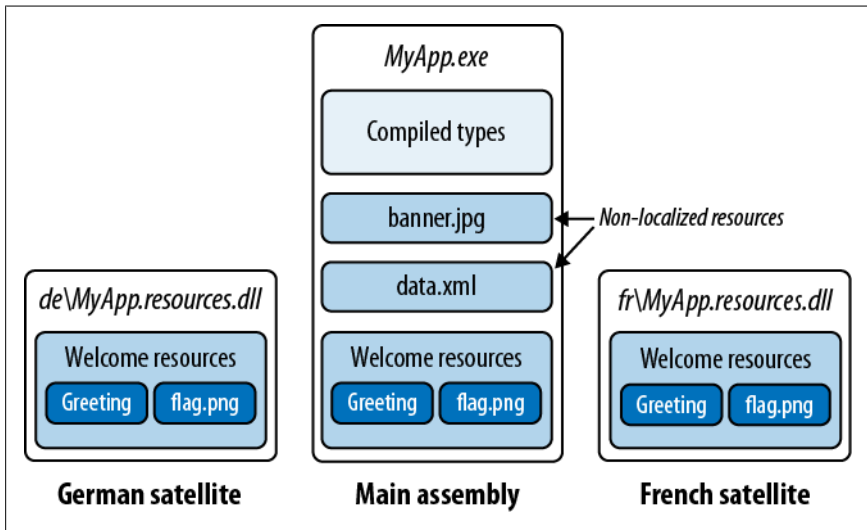 MyApp.exe
Compiled types
banner.jpg
Non-localized resources
data.xml
de\MyApp.resources.dll
Welcome resources
Greeting
flag.png
Welcome resources
Greeting
flag.png
fr\MyApp.resources.dll
Welcome resources
Greeting
flag.png
German satellite
Main assembly
French satellite